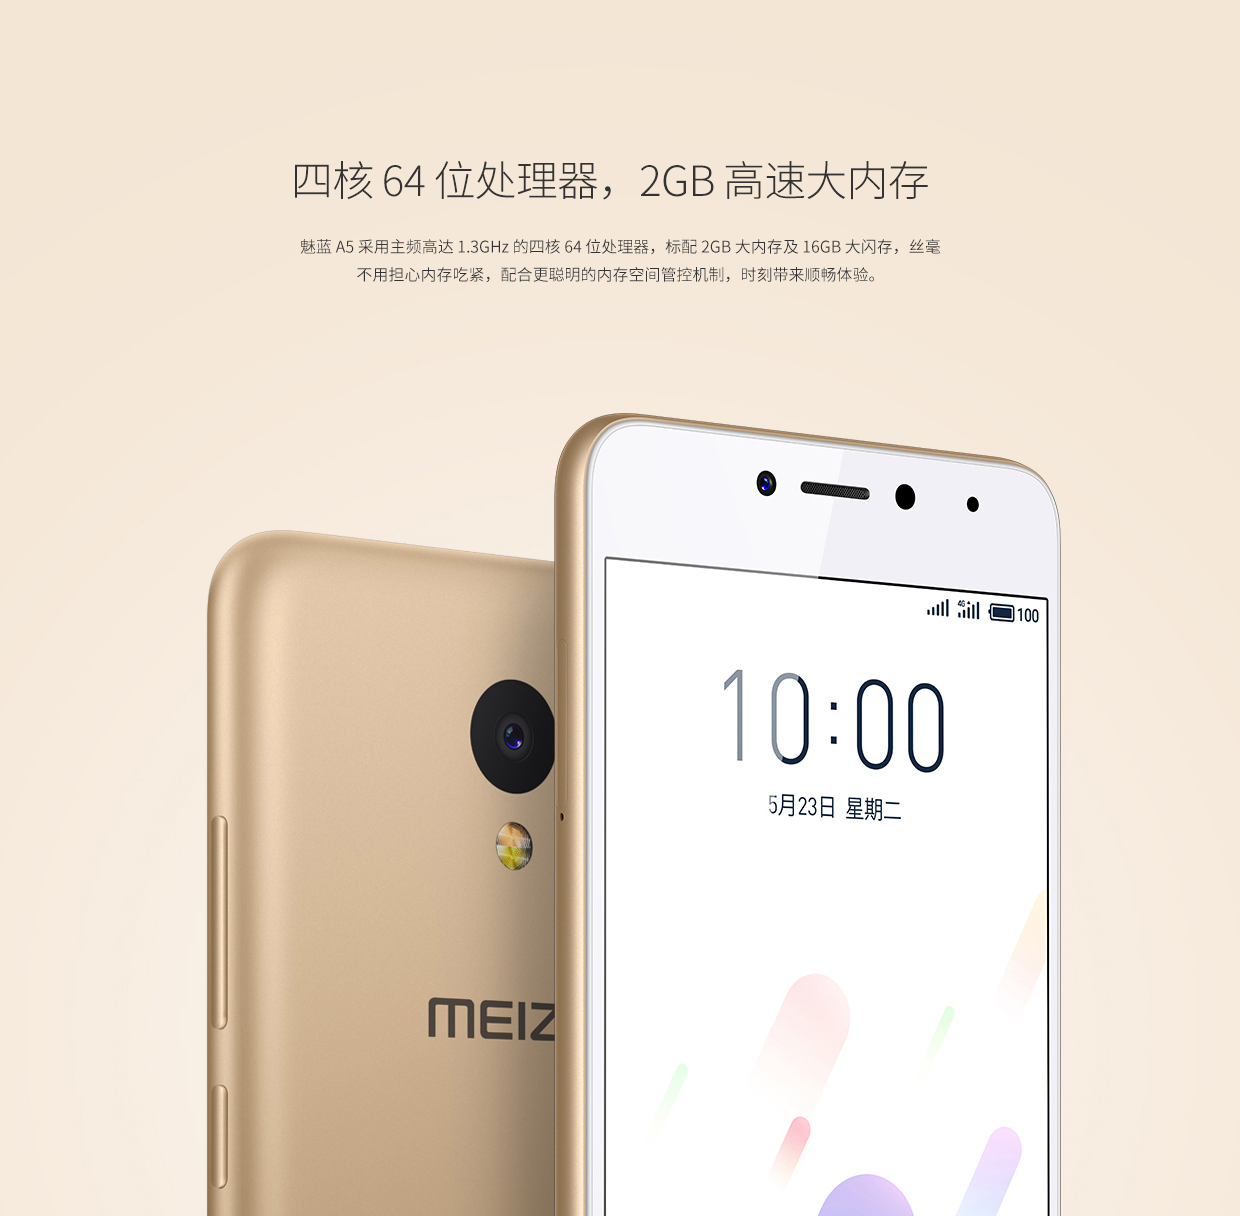 四核 64 位处理器，2GB 高速大内存
魅蓝 A5 采用主频高达 1.3GHz 的四核 64 位处理器，标配 2GB 大内存及 16GB 大闪存，丝毫
不用担心内存吃紧，配合更聪明的内存空间管控机制，时刻带来顺畅体验。
4G 100
10:00
5月23日 星期二
MEIZ